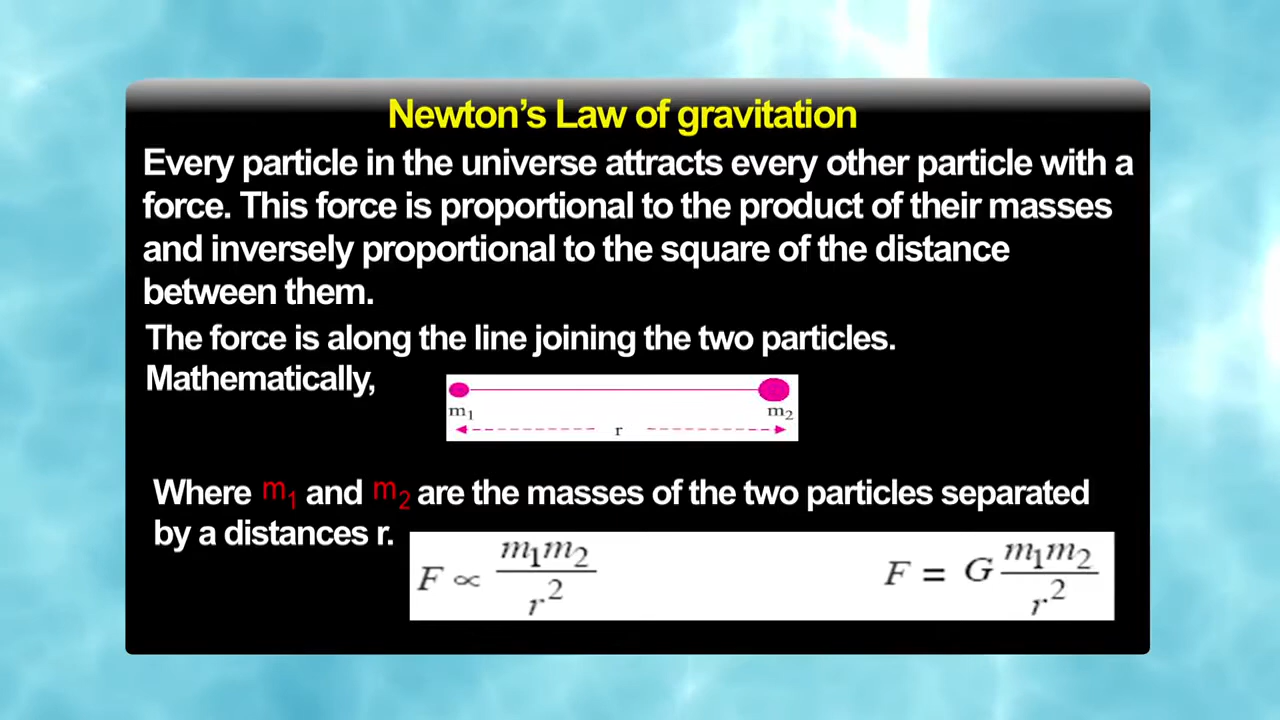 Newton's Law of gravitation
Every particle in the universe attracts every other particle with a
force. This force is proportional to the product of their masses
and inversely proportional to the square of the distance
between them.
The force is along the line joining the two particles.
Mathematically,
m₁ m₂
r
Where m₁ and m₂ are the masses of the two particles separated
by a distances r.
F ∝ m₁m₂ / r² F = G m₁m₂ / r²